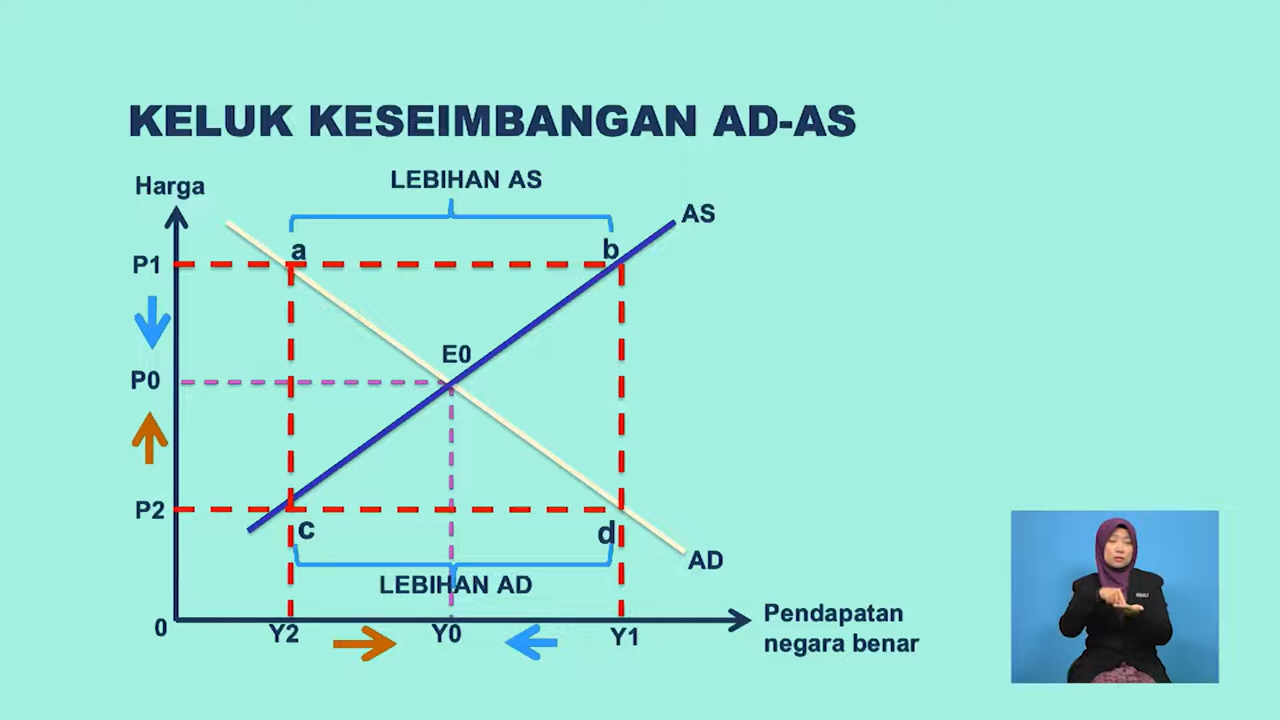 KELUK KESEIMBANGAN AD-AS
LEBIHAN AS
Harga
AS
a
b
P1
E0
P0
P2
c
d
AD
LEBIHAN AD
Pendapatan
negara benar
0
Y2
Y0
Y1